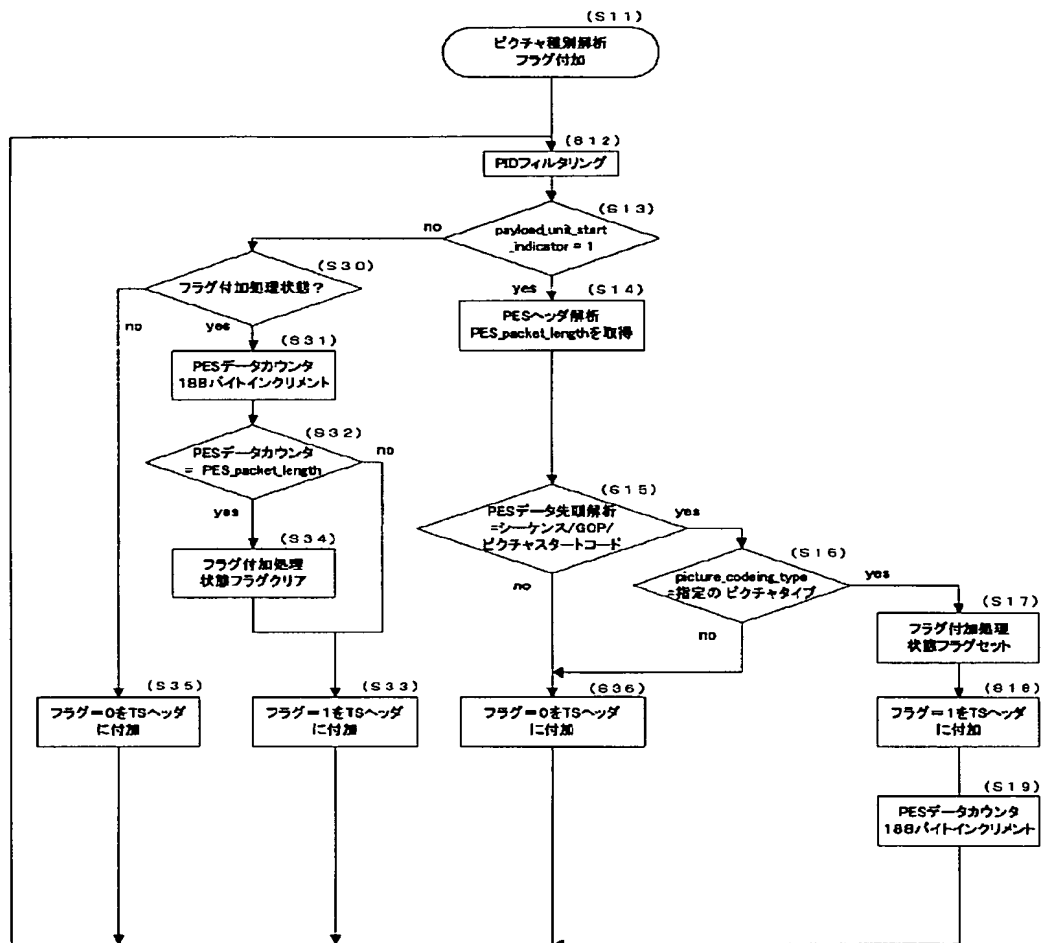 (S11)
ピクチャ種別解析
フラグ付加
(S12)
PIDフィルタリング
(S13)
payload_unit_start
_indicator = 1
no
yes
(S30)
フラグ付加処理状態？
no
yes
(S14)
PESヘッダ解析
PES_packet_lengthを取得
(S31)
PESデータカウンタ
188バイトインクリメント
(S32)
PESデータカウンタ
= PES_packet_length
no
yes
(S15)
PESデータ先頭解析
=シーケンス/GOP/
ピクチャスタートコード
yes
no
(S34)
フラグ付加処理
状態フラグクリア
(S16)
picture_codeing_type
=指定の ピクチャタイプ
yes
no
(S17)
フラグ付加処理
状態フラグセット
(S35)
フラグ=0をTSヘッダ
に付加
(S33)
フラグ=1をTSヘッダ
に付加
(S36)
フラグ=0をTSヘッダ
に付加
(S18)
フラグ=1をTSヘッダ
に付加
(S19)
PESデータカウンタ
188バイトインクリメント